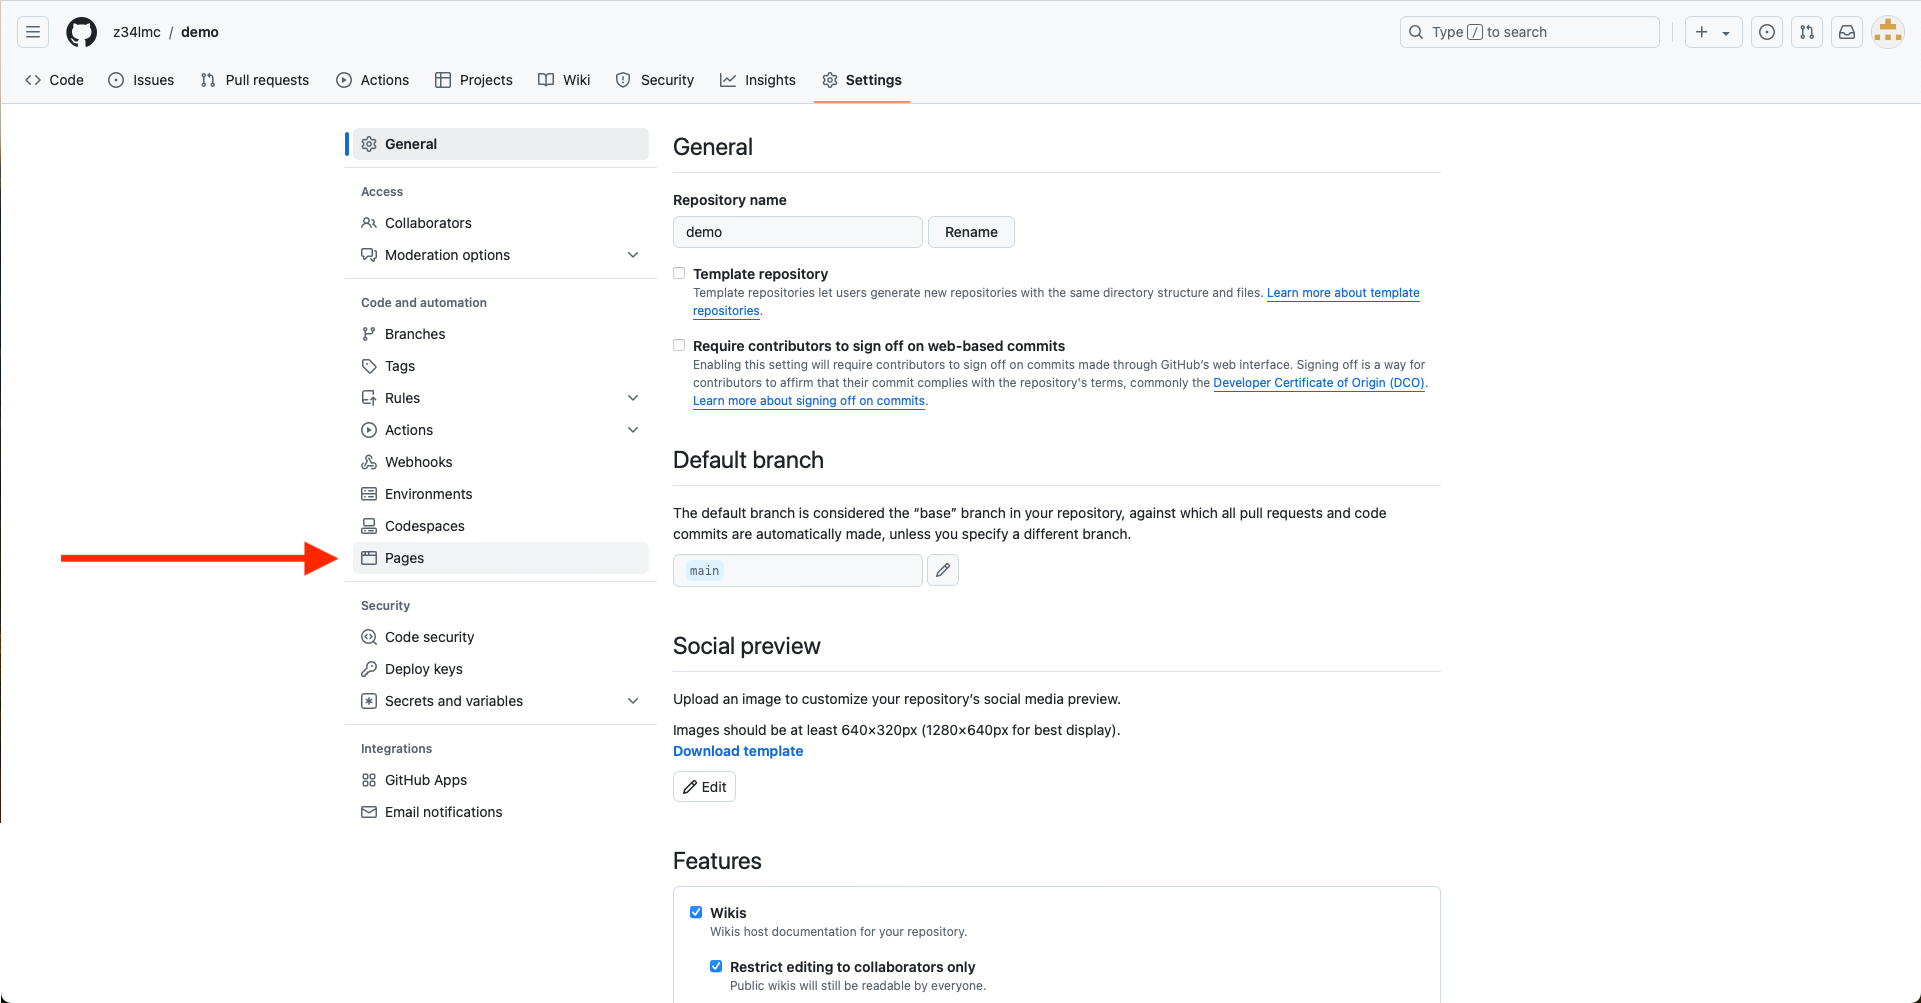 z34lmc / demo
Type / to search
Code Issues Pull requests Actions Projects Wiki Security Insights Settings
General
Access
Collaborators
Moderation options
Code and automation
Branches
Tags
Rules
Actions
Webhooks
Environments
Codespaces
Pages
Security
Code security
Deploy keys
Secrets and variables
Integrations
GitHub Apps
Email notifications
General
Repository name
demo Rename
Template repository
Template repositories let users generate new repositories with the same directory structure and files. Learn more about template
repositories.
Require contributors to sign off on web-based commits
Enabling this setting will require contributors to sign off on commits made through GitHub’s web interface. Signing off is a way for
contributors to affirm that their commit complies with the repository's terms, commonly the Developer Certificate of Origin (DCO).
Learn more about signing off on commits.
Default branch
The default branch is considered the “base” branch in your repository, against which all pull requests and code
commits are automatically made, unless you specify a different branch.
main
Social preview
Upload an image to customize your repository’s social media preview.
Images should be at least 640×320px (1280×640px for best display).
Download template
Edit
Features
Wikis
Wikis host documentation for your repository.
Restrict editing to collaborators only
Public wikis will still be readable by everyone.